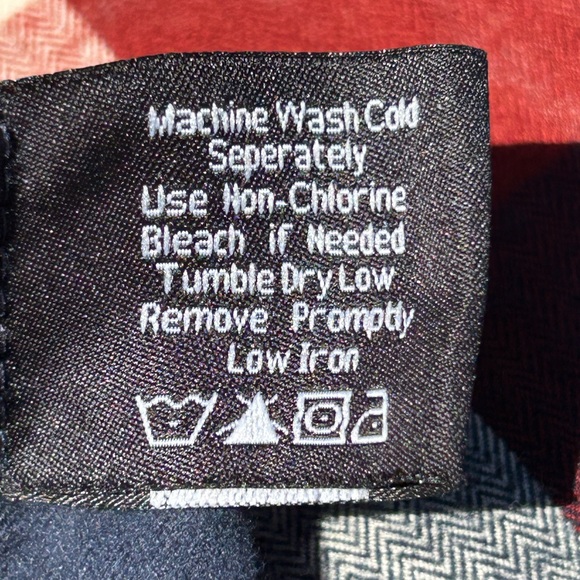 Machine Wash Cold
Seperately
Use Non-Chlorine
Bleach if Needed
Tumble Dry Low
Remove Promptly
Low Iron